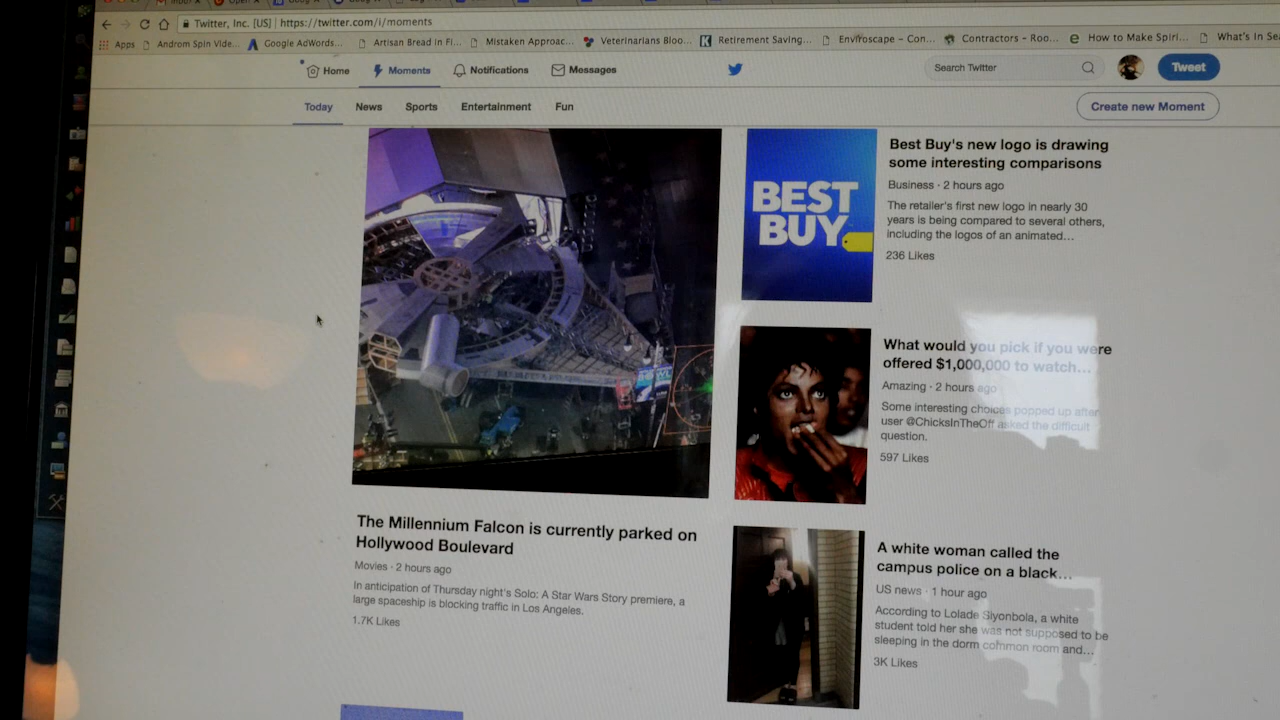 Twitter, Inc. [US] | https://twitter.com/i/moments
Apps Androm Spin Vide... Google AdWords... Artisan Bread in Fi... Mistaken Approac... Veterinarians Bloo... Retirement Saving... Enviroscape – Con... Contractors – Roo... How to Make Spiri... What's In Sea
Home Moments Notifications Messages Search Twitter Tweet
Today News Sports Entertainment Fun Create new Moment
BEST
BUY
Best Buy's new logo is drawing
some interesting comparisons
Business · 2 hours ago
The retailer's first new logo in nearly 30
years is being compared to several others,
including the logos of an animated...
236 Likes
What would you pick if you were
offered $1,000,000 to watch...
Amazing · 2 hours ago
Some interesting choices popped up after
user @ChicksInTheOff asked the difficult
question.
597 Likes
The Millennium Falcon is currently parked on
Hollywood Boulevard
Movies · 2 hours ago
In anticipation of Thursday night's Solo: A Star Wars Story premiere, a
large spaceship is blocking traffic in Los Angeles.
1.7K Likes
A white woman called the
campus police on a black...
US news · 1 hour ago
According to Lolade Siyonbola, a white
student told her she was not supposed to be
sleeping in the dorm common room and...
3K Likes